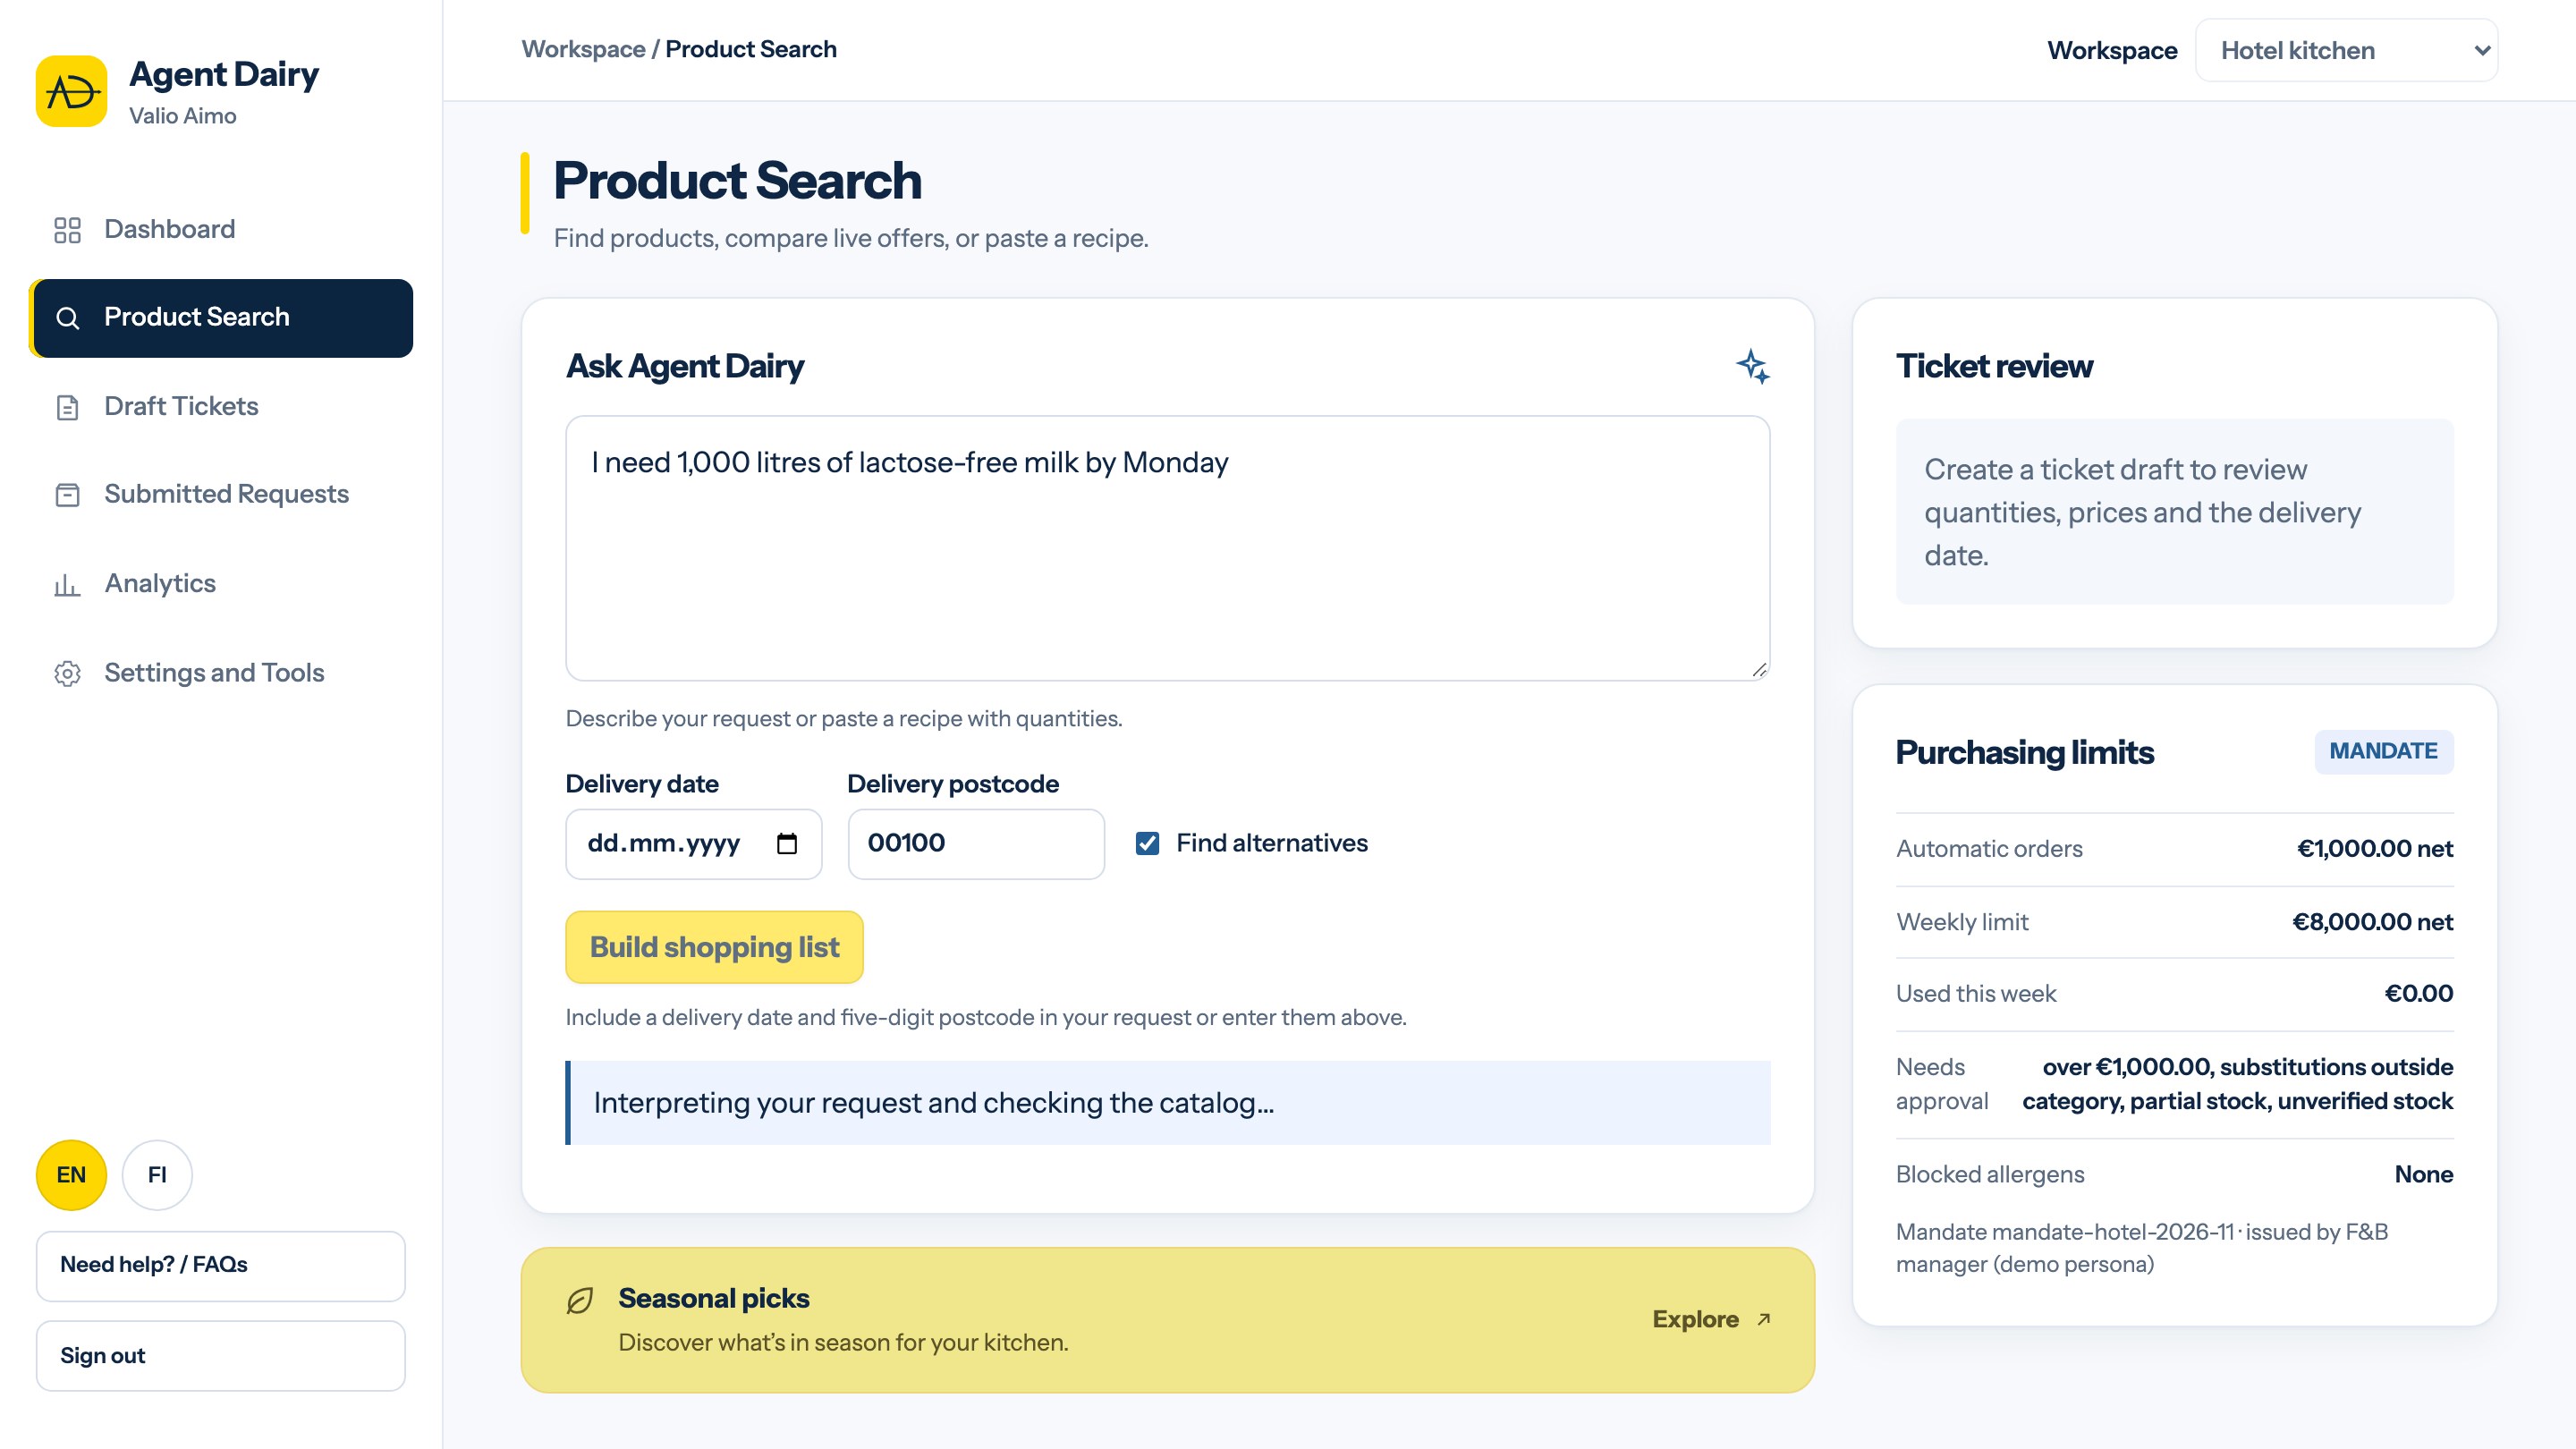 Agent Dairy
Valio Aimo
Dashboard
Product Search
Draft Tickets
Submitted Requests
Analytics
Settings and Tools
EN
FI
Need help? / FAQs
Sign out
Workspace / Product Search
Workspace
Hotel kitchen
Product Search
Find products, compare live offers, or paste a recipe.
Ask Agent Dairy
I need 1,000 litres of lactose-free milk by Monday
Describe your request or paste a recipe with quantities.
Delivery date
Delivery postcode
dd.mm.yyyy
00100
Find alternatives
Build shopping list
Include a delivery date and five-digit postcode in your request or enter them above.
Interpreting your request and checking the catalog...
Seasonal picks
Discover what's in season for your kitchen.
Explore
Ticket review
Create a ticket draft to review
quantities, prices and the delivery
date.
Purchasing limits
MANDATE
Automatic orders
€1,000.00 net
Weekly limit
€8,000.00 net
Used this week
€0.00
Needs
approval
over €1,000.00, substitutions outside
category, partial stock, unverified stock
Blocked allergens
None
Mandate mandate-hotel-2026-11 · issued by F&B
manager (demo persona)